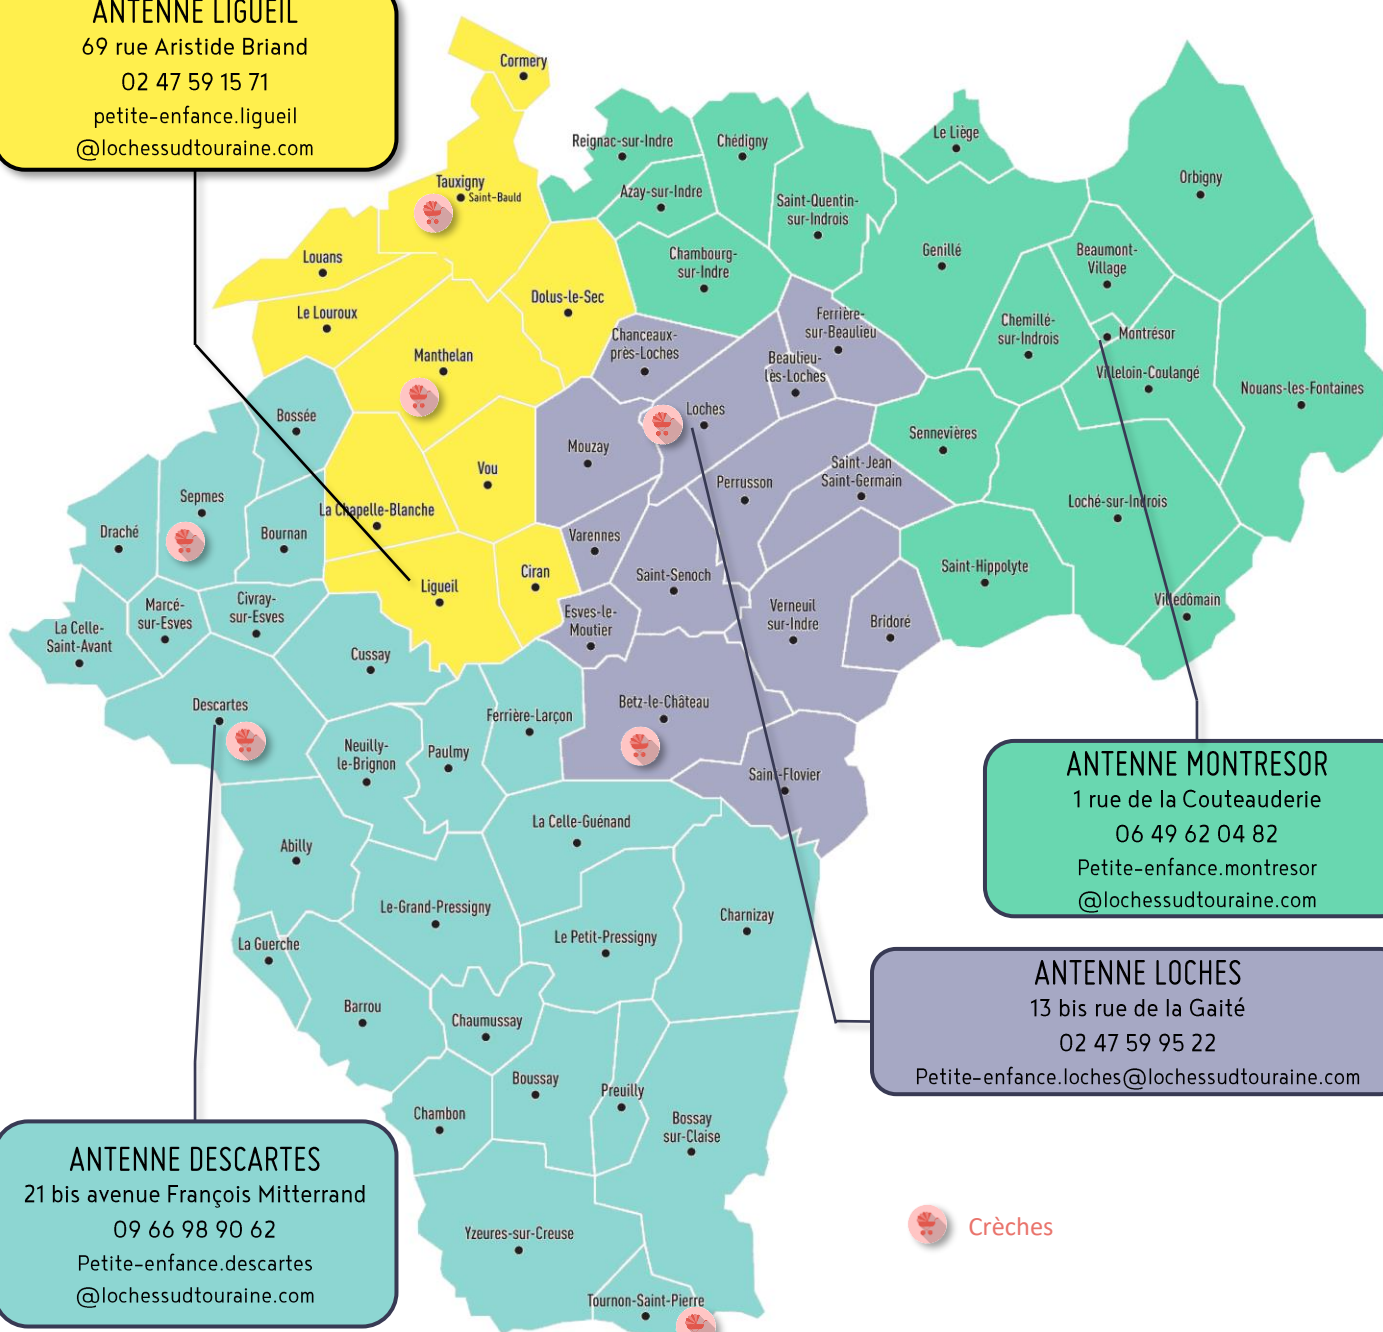 ANTENNE LIGUEIL
69 rue Aristide Briand
02 47 59 15 71
petite-enfance.ligueil
@lochessudtouraine.com
Cormery
Reignac-sur-Indre
Chédigny
Le Liège
Tauxigny
Saint-Bauld
Azay-sur-Indre
Saint-Quentin-
sur-Indrois
Orbigny
Louans
Chambourg-
sur-Indre
Genillé
Beaumont-
Village
Le Louroux
Dolus-le-Sec
Chanceaux-
près-Loches
Ferrière-
sur-Beaulieu
Chemillé-
sur-Indrois
Montrésor
Manthelan
Beaulieu-
lès-Loches
Villeloin-Coulangé
Nouans-les-Fontaines
Bossée
Loches
Sennevières
Mouzay
Vou
Perrusson
Saint-Jean
Saint-Germain
Sepmes
La Chapelle-Blanche
Loché-sur-Indrois
Draché
Bournan
Varennes
Ligueil
Ciran
Saint-Senoch
Saint-Hippolyte
Marcé-
sur-Esves
Civray-
sur-Esves
Esves-le-
Moutier
Verneuil
sur-Indre
Bridoré
Villedômain
La Celle-
Saint-Avant
Cussay
Descartes
Ferrière-Larçon
Betz-le-Château
Neuilly-
le-Brignon
Paulmy
Saint-Flovier
ANTENNE MONTRESOR
1 rue de la Couteauderie
06 49 62 04 82
Petite-enfance.montresor
@lochessudtouraine.com
Abilly
La Celle-Guénand
Le-Grand-Pressigny
Le Petit-Pressigny
Charnizay
La Guerche
Barrou
Chaumussay
ANTENNE LOCHES
13 bis rue de la Gaité
02 47 59 95 22
Petite-enfance.loches@lochessudtouraine.com
Boussay
Preuilly
Chambon
Bossay
sur-Claise
ANTENNE DESCARTES
21 bis avenue François Mitterrand
09 66 98 90 62
Petite-enfance.descartes
@lochessudtouraine.com
Yzeures-sur-Creuse
Crèches
Tournon-Saint-Pierre